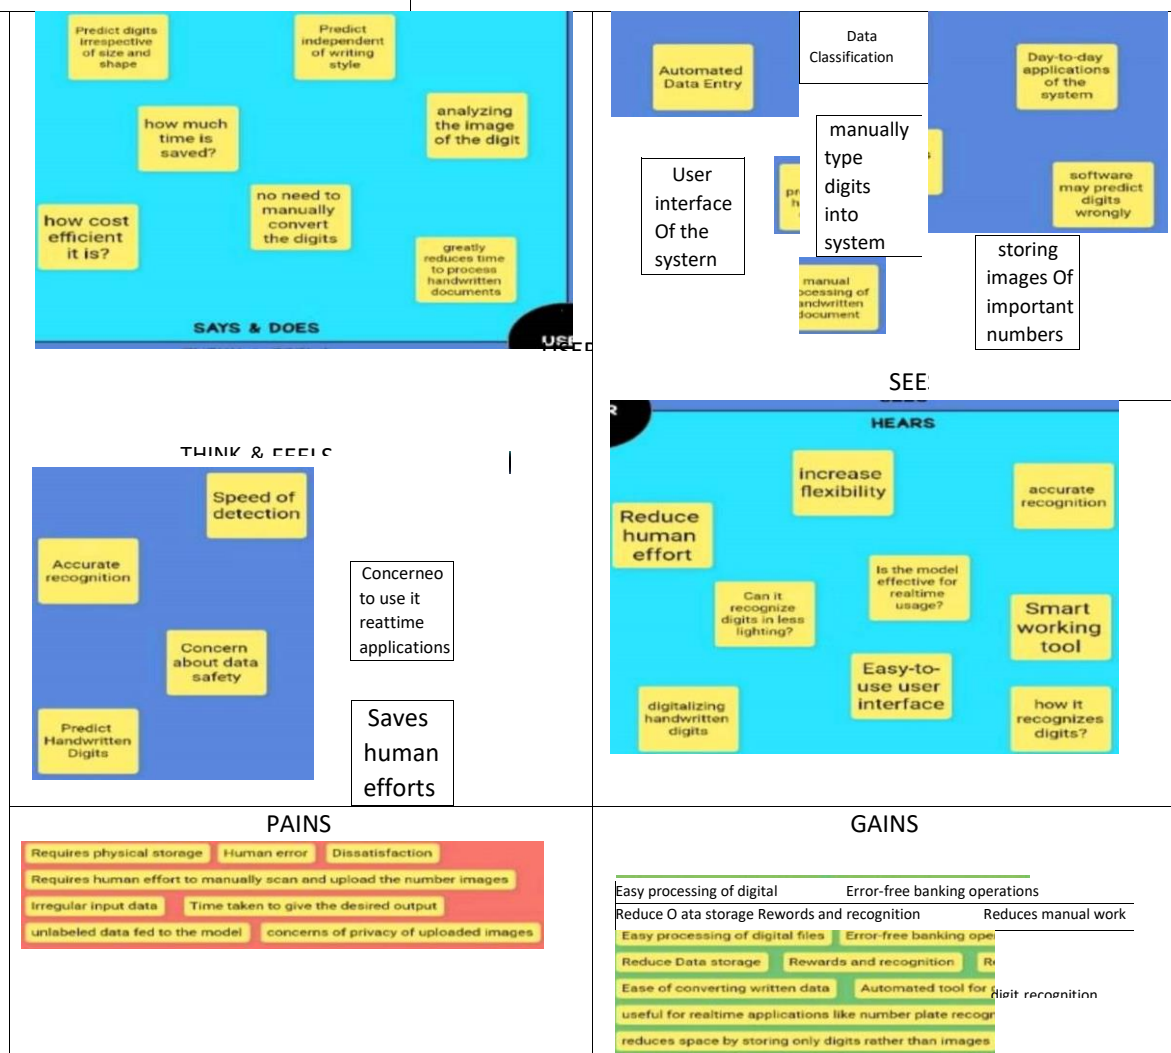 Predict digits
irrespective
of size and
shape
Predict
independent
of writing
style
how much
time is
saved?
analyzing
the image
of the digit
how cost
efficient
it is?
no need to
manually
convert
the digits
greatly
reduces time
to process
handwritten
documents
SAYS & DOES
USE
USER
Automated
Data Entry
Data
Classification
Day-to-day
applications
of the
system
User
interface
Of the
systern
manually
type
digits
into
system
software
may predict
digits
wrongly
manual
ocessing of
andwritten
document
storing
images Of
important
numbers
SEES
THINK & FEELS
Speed of
detection
Accurate
recognition
Concern
about data
safety
Predict
Handwritten
Digits
Concerneo
to use it
reattime
applications
Saves
human
efforts
R
HEARS
increase
flexibility
accurate
recognition
Reduce
human
effort
Is the model
effective for
realtime
usage?
Can it
recognize
digits in less
lighting?
Smart
working
tool
Easy-to-
use user
interface
digitalizing
handwritten
digits
how it
recognizes
digits?
PAINS
Requires physical storage Human error Dissatisfaction
Requires human effort to manually scan and upload the number images
Irregular input data Time taken to give the desired output
unlabeled data fed to the model concerns of privacy of uploaded images
GAINS
Easy processing of digital Error-free banking operations
Reduce O ata storage Rewords and recognition Reduces manual work
Easy processing of digital files Error-free banking ope
Reduce Data storage Rewards and recognition Re
Ease of converting written data Automated tool for digit recognition
useful for realtime applications like number plate recogn
reduces space by storing only digits rather than images